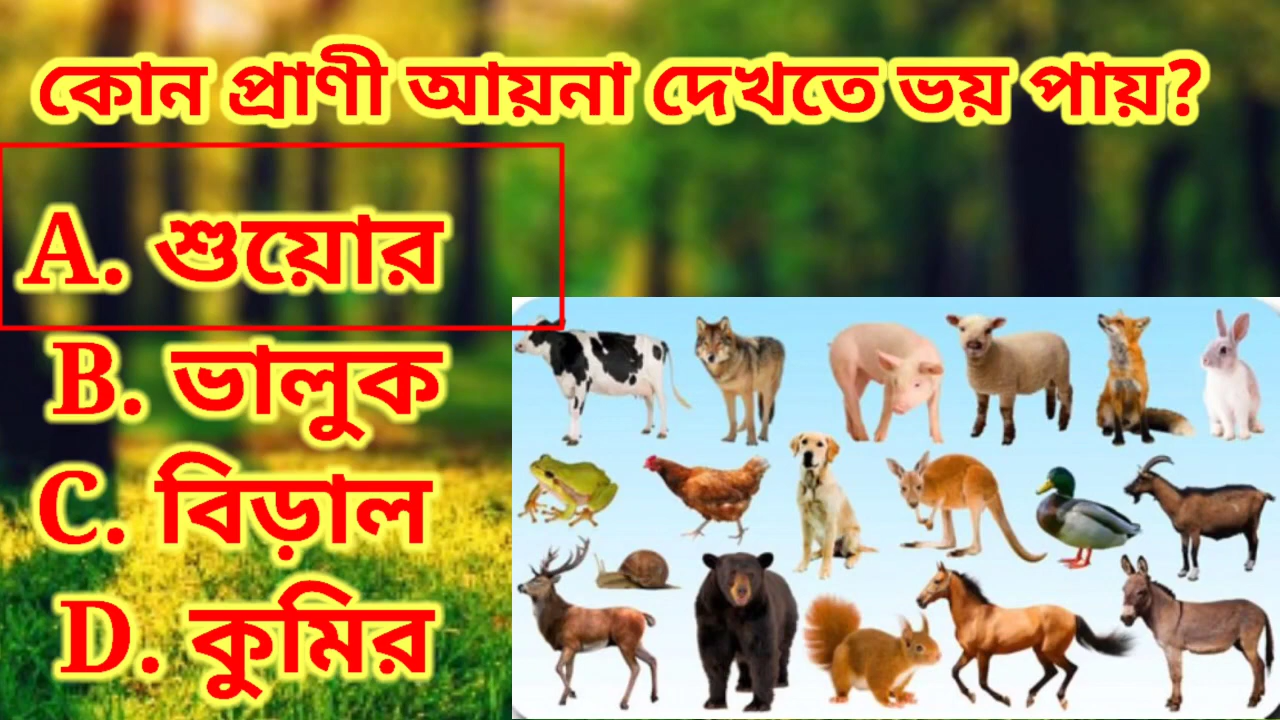 কোন প্রাণী আয়না দেখতে ভয় পায়?
A. শুয়োর
B. ভালুক
C. বিড়াল
D. কুমির